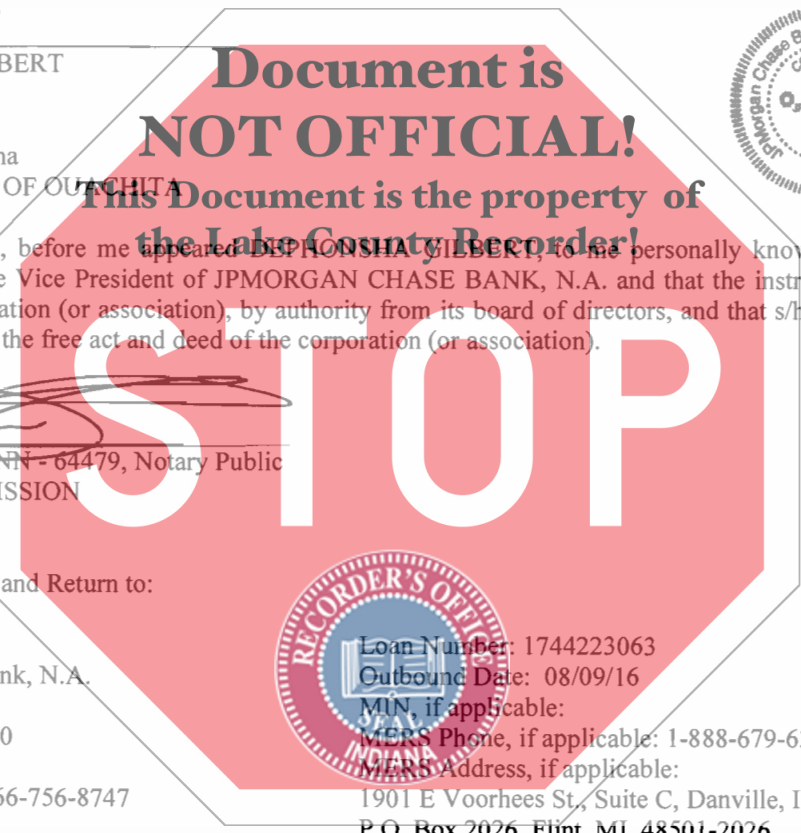 BERT
Document is
NOT OFFICIAL!
JPMorgan Chase B
OF OUACHITA
This Document is the property of
the Lake County Recorder!
, before me appeared DEPHONSHA GILBERT, to me personally know
e Vice President of JPMORGAN CHASE BANK, N.A. and that the instr
ation (or association), by authority from its board of directors, and that s/h
the free act and deed of the corporation (or association).
STOP
NN - 64479, Notary Public
ISSION
and Return to:
RECORDER'S OFFICE
SEAL
INDIANA
Loan Number: 1744223063
Outbound Date: 08/09/16
nk, N.A.
MIN, if applicable:
0
MERS Phone, if applicable: 1-888-679-6
MERS Address, if applicable:
66-756-8747
1901 E Voorhees St., Suite C, Danville, I
P.O. Box 2026, Flint, MI 48501-2026